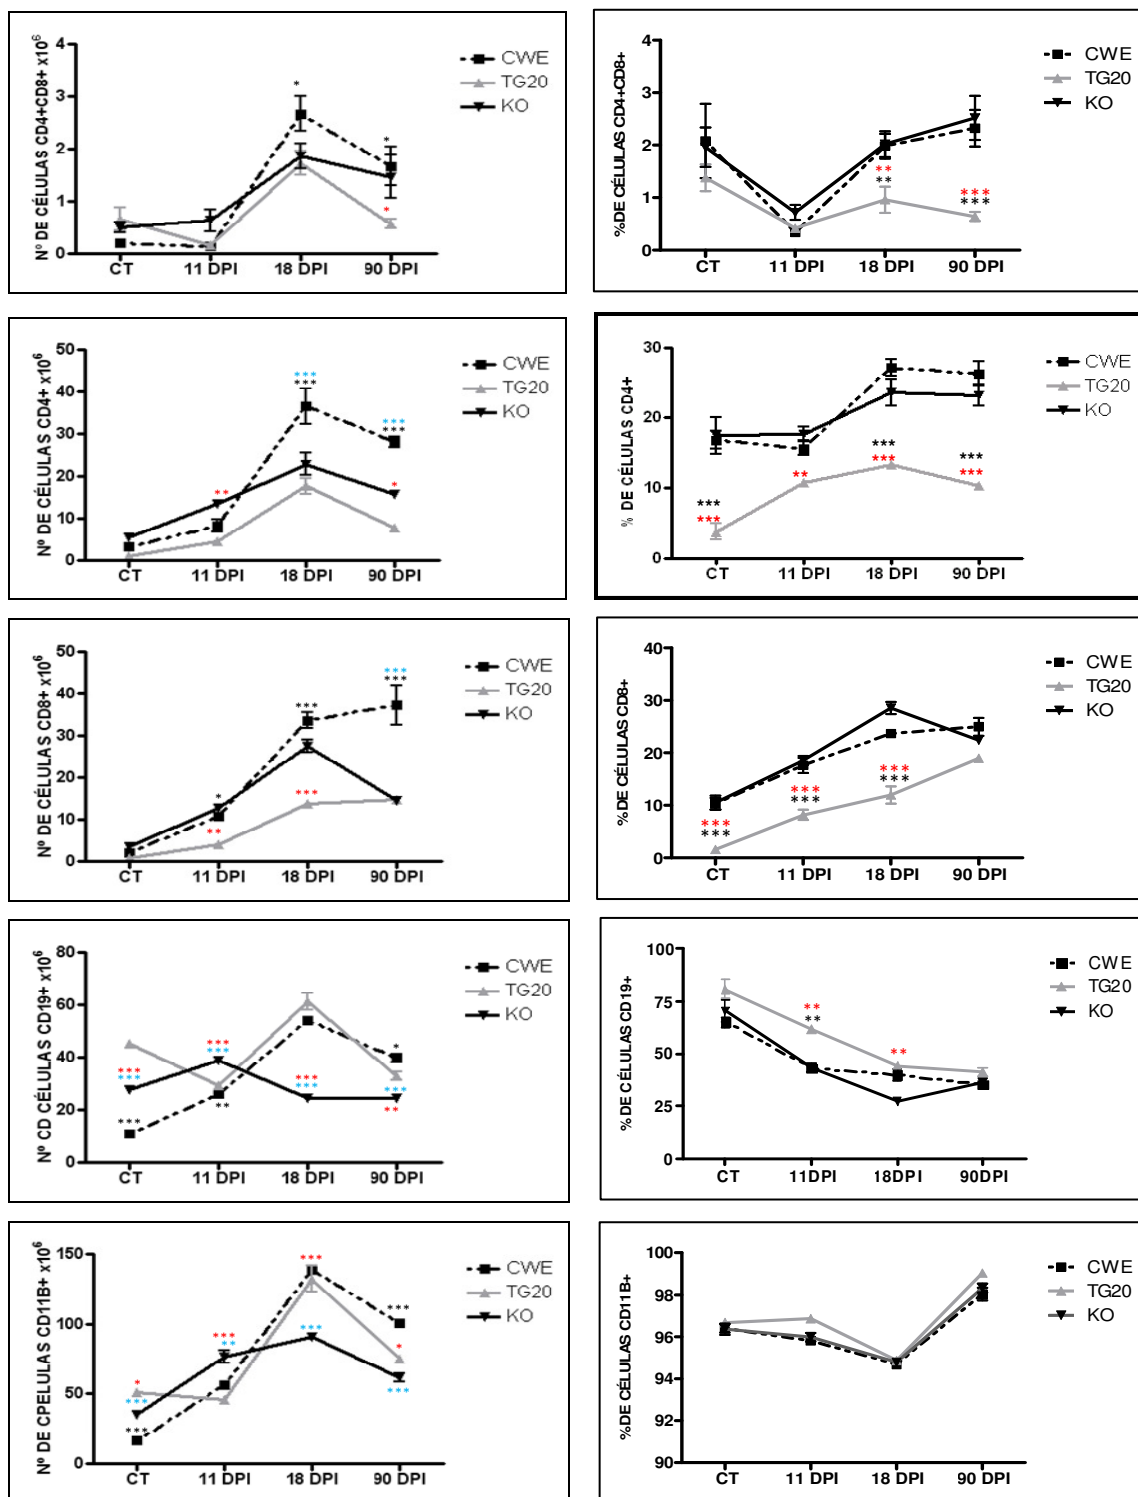 Nº DE CÉLULAS CD4+CD8+ x10⁶
4
3
2
1
0
* * *
CT 11 DPI 18 DPI 90 DPI
CWE
TG20
KO
%DE CÉLULAS CD4+CD8+
4
3
2
1
0
**
**
***
***
CT 11 DPI 18 DPI 90 DPI
CWE
TG20
KO
Nº DE CÉLULAS CD4+ x10⁶
50
40
30
20
10
0
**
***
***
***
***
*
CT 11 DPI 18 DPI 90 DPI
CWE
TG20
KO
% DE CÉLULAS CD4+
30
20
10
0
***
***
**
***
***
***
***
CT 11 DPI 18 DPI 90 DPI
CWE
TG20
KO
Nº DE CÉLULAS CD8+ x10⁶
50
40
30
20
10
0
*
**
***
***
***
***
CT 11 DPI 18 DPI 90 DPI
CWE
TG20
KO
%DE CÉLULAS CD8+
40
30
20
10
0
***
***
***
***
***
***
CT 11 DPI 18 DPI 90 DPI
CWE
TG20
KO
Nº CD CÉLULAS CD19+ x10⁶
80
60
40
20
0
***
***
***
***
***
**
***
***
*
***
**
CT 11 DPI 18 DPI 90 DPI
CWE
TG20
KO
%DE CÉLULAS CD19+
100
75
50
25
0
**
**
**
CT 11DPI 18DPI 90DPI
CWE
TG20
KO
Nº DE CPELULAS CD11B+ x10⁶
150
100
50
0
*
***
***
***
**
***
***
***
*
***
CT 11 DPI 18 DPI 90 DPI
CWE
TG20
KO
%DE CÉLULAS CD11B+
100
98
96
94
92
90
CT 11 DPI 18 DPI 90 DPI
CWE
TG20
KO